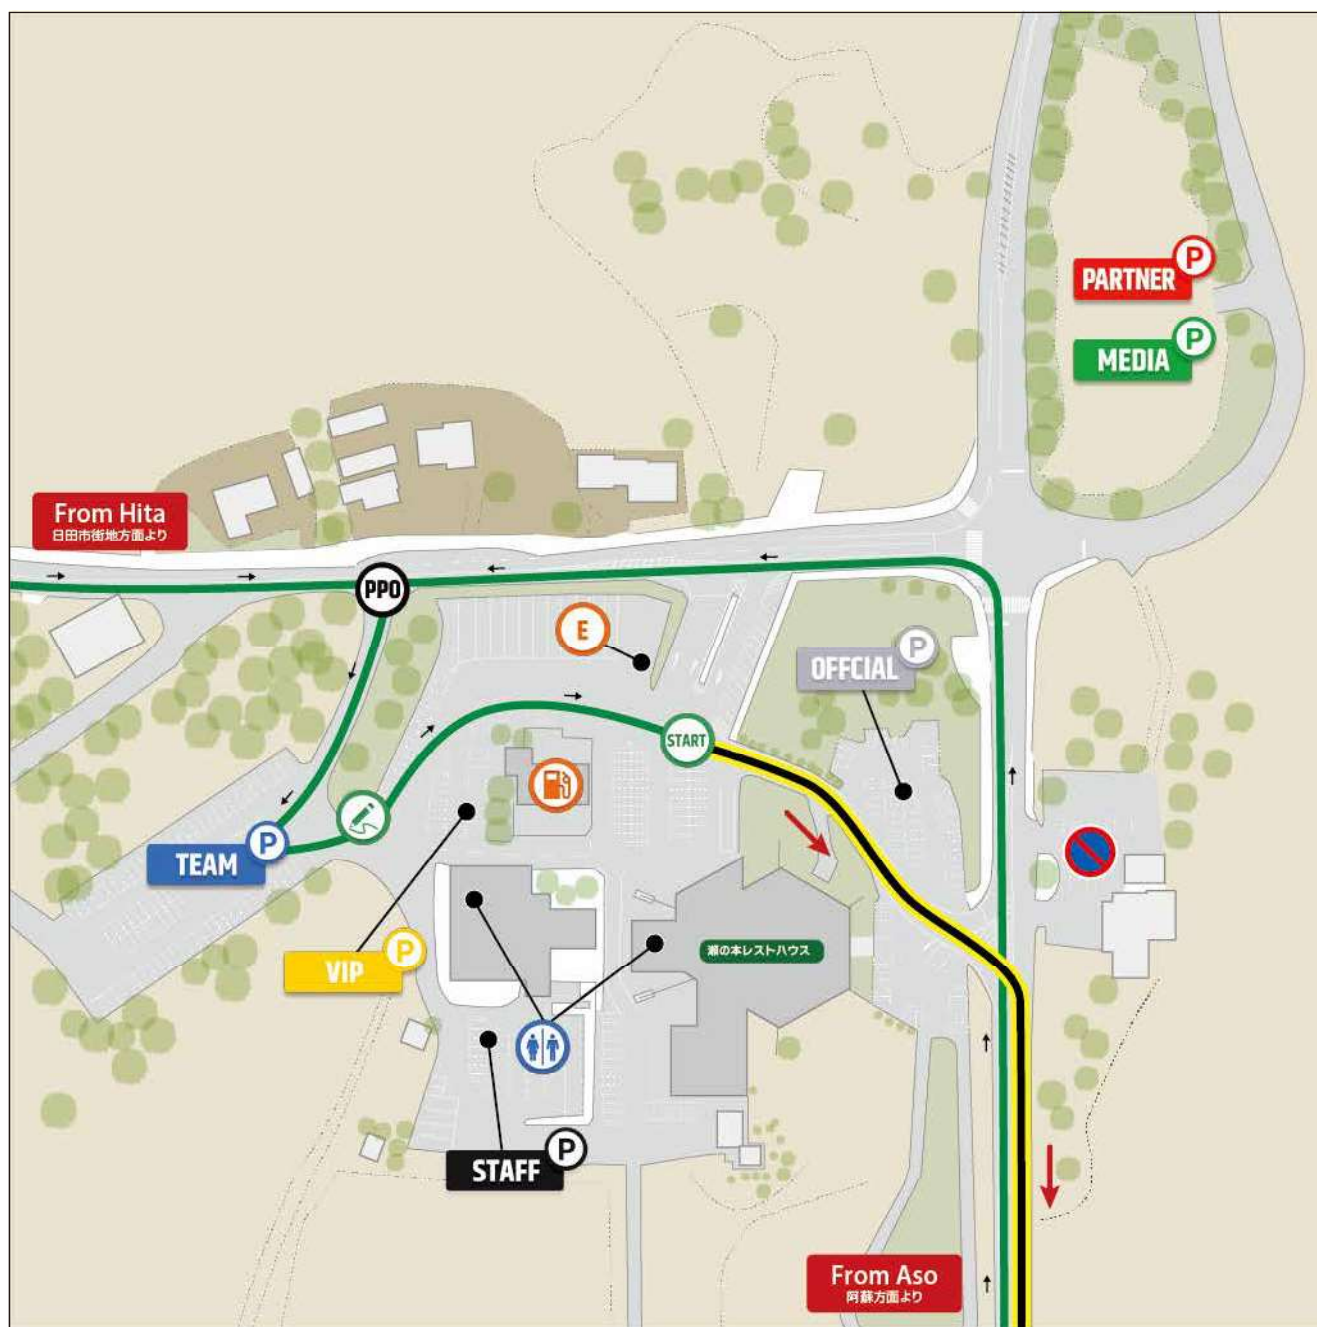 PARTNER P
MEDIA P
From Hita
日田市街地方面より
PPO
E
OFFCIAL P
START
TEAM P
瀬の本レストハウス
VIP P
STAFF P
From Aso
阿蘇方面より